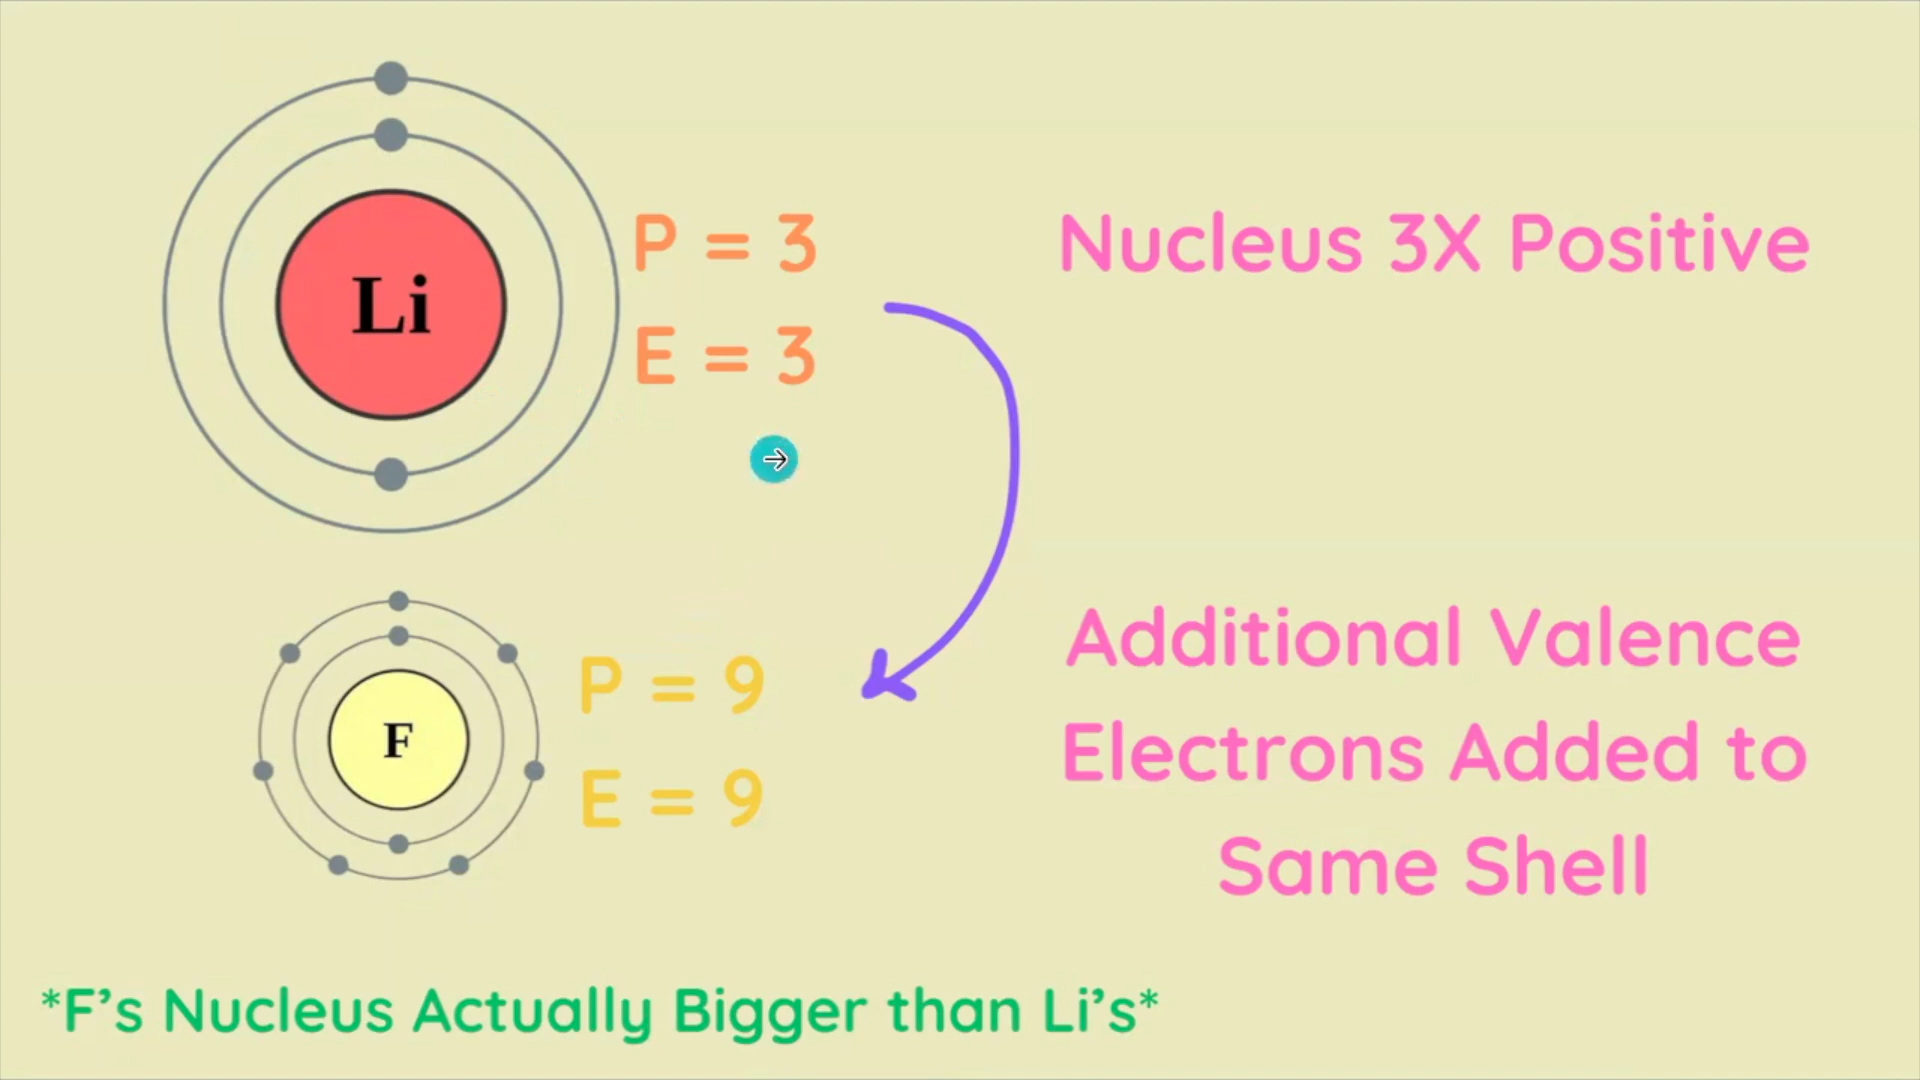 Li
P = 3
E = 3
Nucleus 3X Positive
F
P = 9
E = 9
Additional Valence
Electrons Added to
Same Shell
*F’s Nucleus Actually Bigger than Li’s*